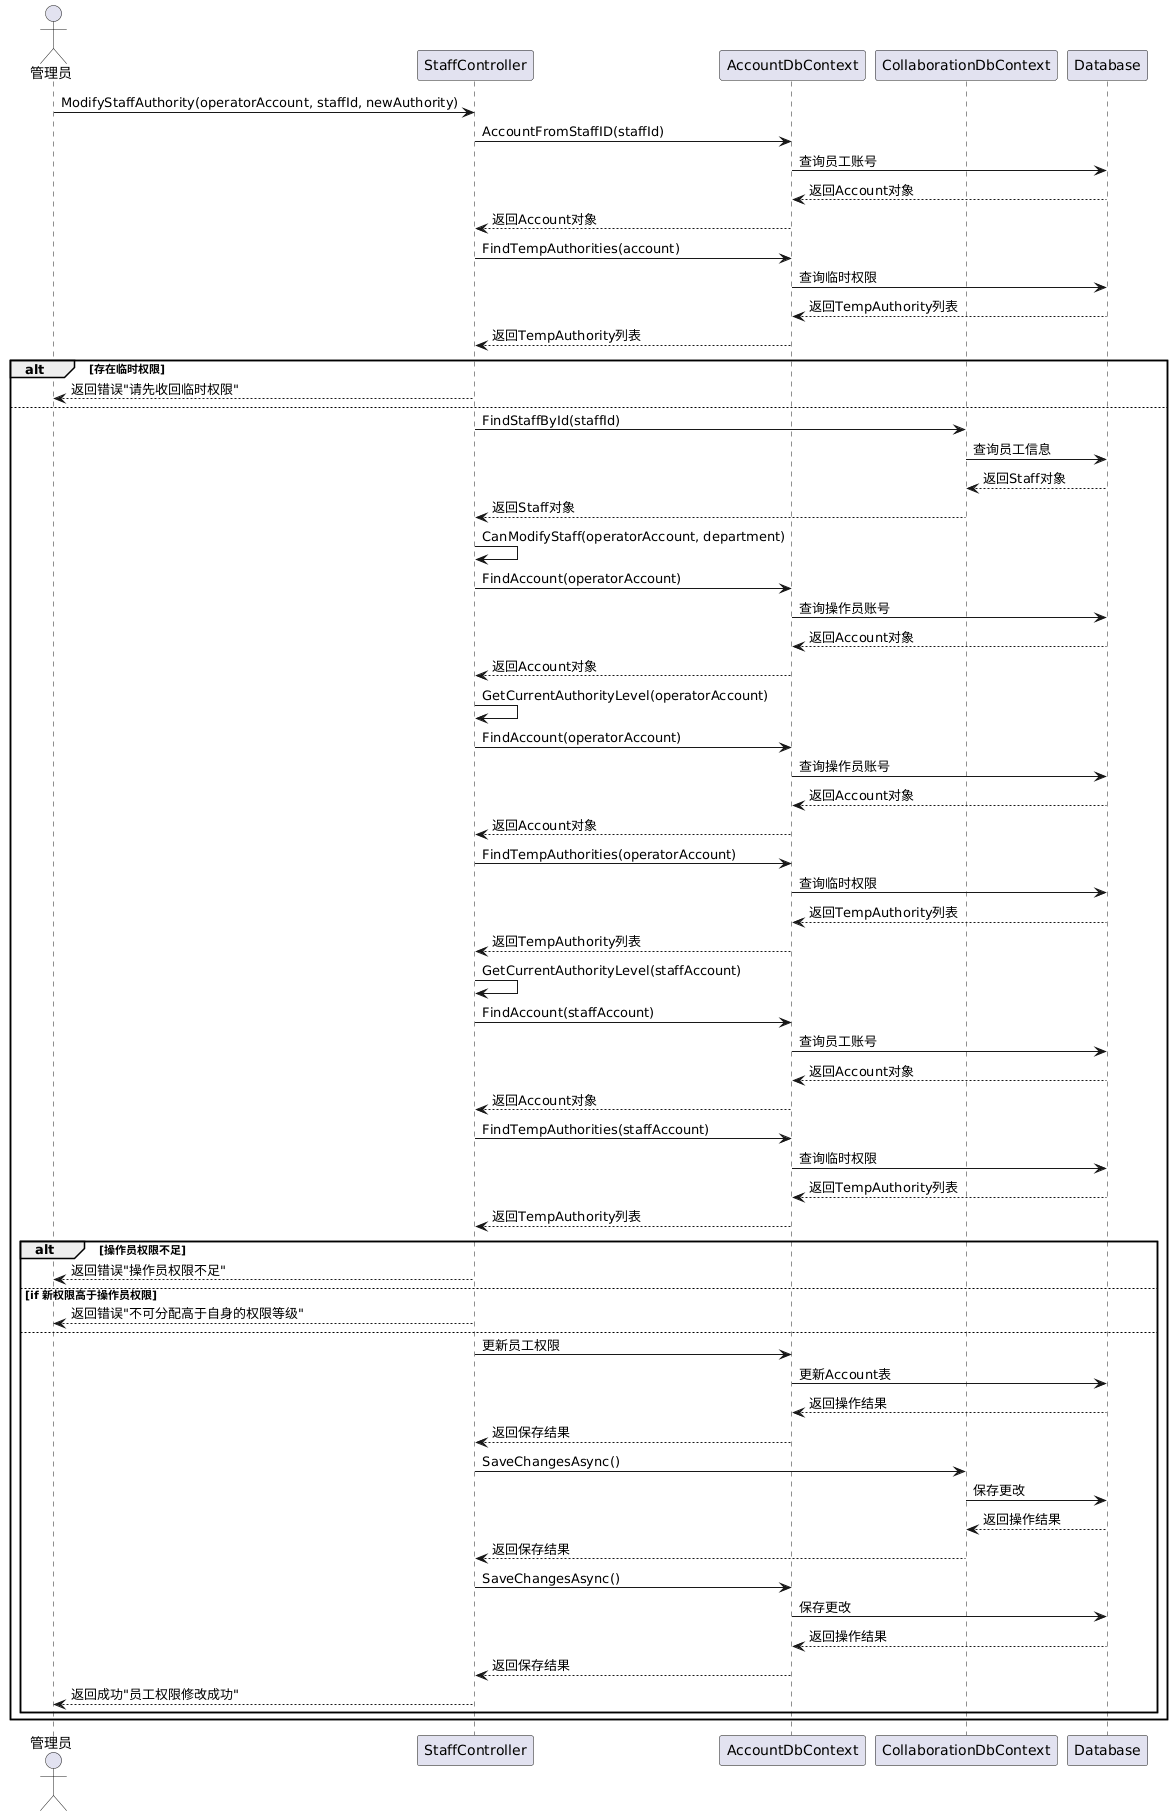 管理员
StaffController
AccountDbContext
CollaborationDbContext
Database
ModifyStaffAuthority(operatorAccount, staffId, newAuthority)
AccountFromStaffID(staffId)
查询员工账号
返回Account对象
返回Account对象
FindTempAuthorities(account)
查询临时权限
返回TempAuthority列表
返回TempAuthority列表
alt [存在临时权限]
返回错误"请先收回临时权限"
FindStaffById(staffId)
查询员工信息
返回Staff对象
返回Staff对象
CanModifyStaff(operatorAccount, department)
FindAccount(operatorAccount)
查询操作员账号
返回Account对象
返回Account对象
GetCurrentAuthorityLevel(operatorAccount)
FindAccount(operatorAccount)
查询操作员账号
返回Account对象
返回Account对象
FindTempAuthorities(operatorAccount)
查询临时权限
返回TempAuthority列表
返回TempAuthority列表
GetCurrentAuthorityLevel(staffAccount)
FindAccount(staffAccount)
查询员工账号
返回Account对象
返回Account对象
FindTempAuthorities(staffAccount)
查询临时权限
返回TempAuthority列表
返回TempAuthority列表
alt [操作员权限不足]
返回错误"操作员权限不足"
[if 新权限高于操作员权限]
返回错误"不可分配高于自身的权限等级"
更新员工权限
更新Account表
返回操作结果
返回保存结果
SaveChangesAsync()
保存更改
返回操作结果
返回保存结果
SaveChangesAsync()
保存更改
返回操作结果
返回保存结果
返回成功"员工权限修改成功"
管理员
StaffController
AccountDbContext
CollaborationDbContext
Database